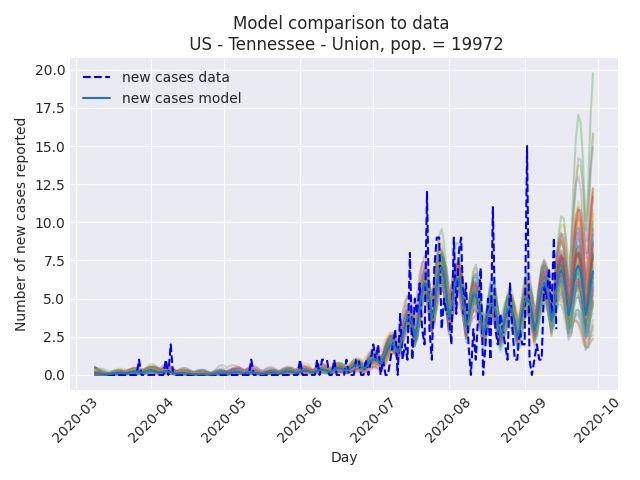 Model comparison to data
US - Tennessee - Union, pop. = 19972
20.0
17.5
15.0
12.5
10.0
7.5
5.0
2.5
0.0
Number of new cases reported
new cases data
new cases model
2020-03
2020-04
2020-05
2020-06
2020-07
2020-08
2020-09
2020-10
Day